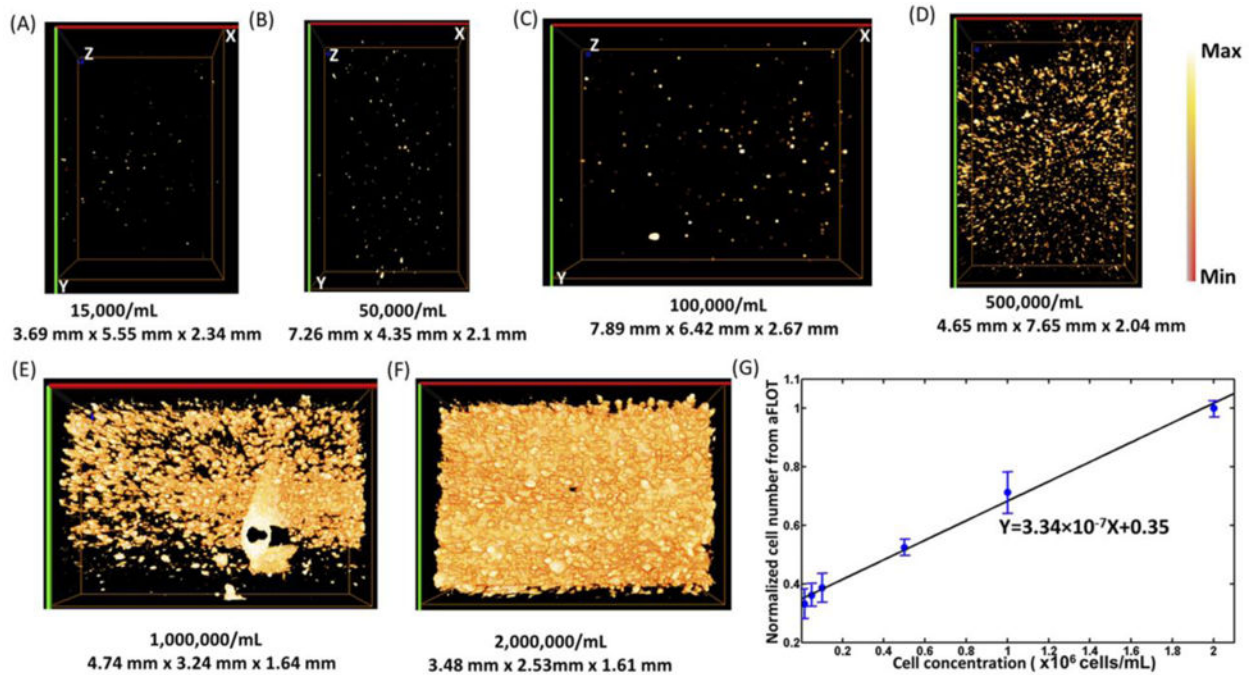 (A)
X
Z
Y
15,000/mL
3.69 mm x 5.55 mm x 2.34 mm
(B)
X
Z
Y
50,000/mL
7.26 mm x 4.35 mm x 2.1 mm
(C)
X
Z
Y
100,000/mL
7.89 mm x 6.42 mm x 2.67 mm
(D)
500,000/mL
4.65 mm x 7.65 mm x 2.04 mm
Max
Min
(E)
1,000,000/mL
4.74 mm x 3.24 mm x 1.64 mm
(F)
2,000,000/mL
3.48 mm x 2.53mm x 1.61 mm
(G)
Normalized cell number from aFLOT
1.1
1
0.8
0.6
0.4
0.2
Y=3.34×10⁻⁷X+0.35
0.2 0.4 0.6 0.8 1 1.2 1.4 1.6 1.8 2
Cell concentration ( x10⁶ cells/mL)